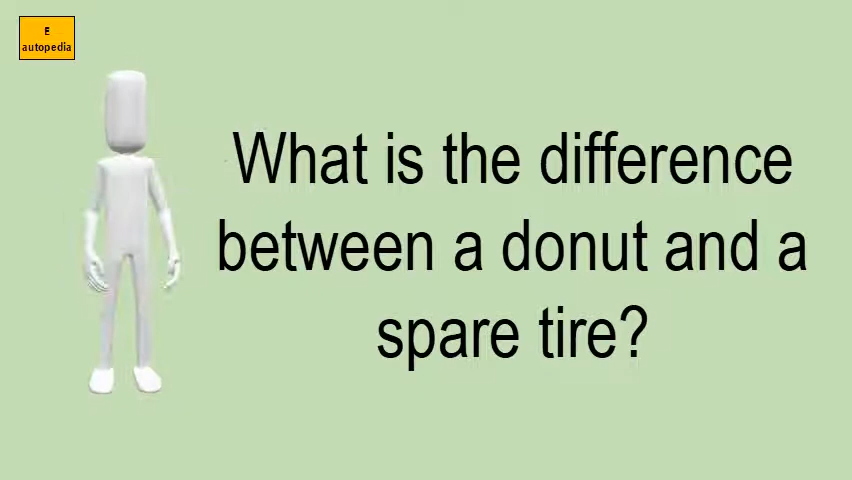 E
autopedia
What is the difference
between a donut and a
spare tire?